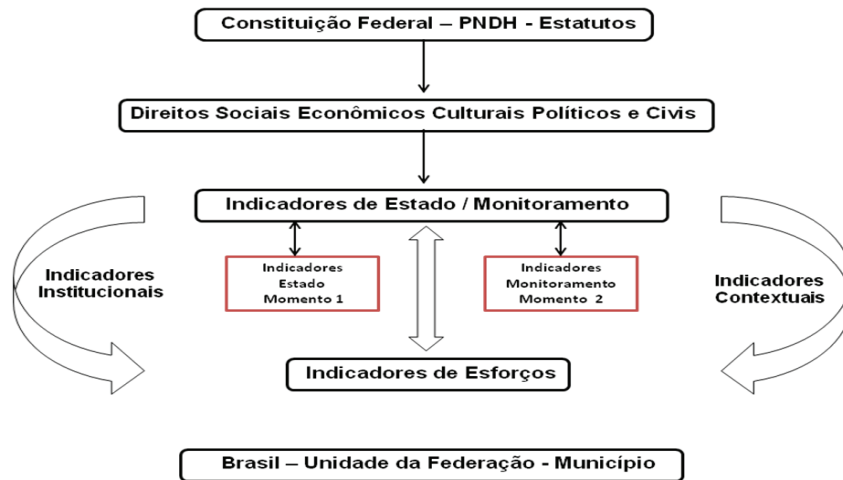 Constituição Federal – PNDH - Estatutos
Direitos Sociais Econômicos Culturais Políticos e Civis
Indicadores de Estado / Monitoramento
Indicadores
Institucionais
Indicadores
Estado
Momento 1
Indicadores
Monitoramento
Momento 2
Indicadores
Contextuais
Indicadores de Esforços
Brasil – Unidade da Federação - Município